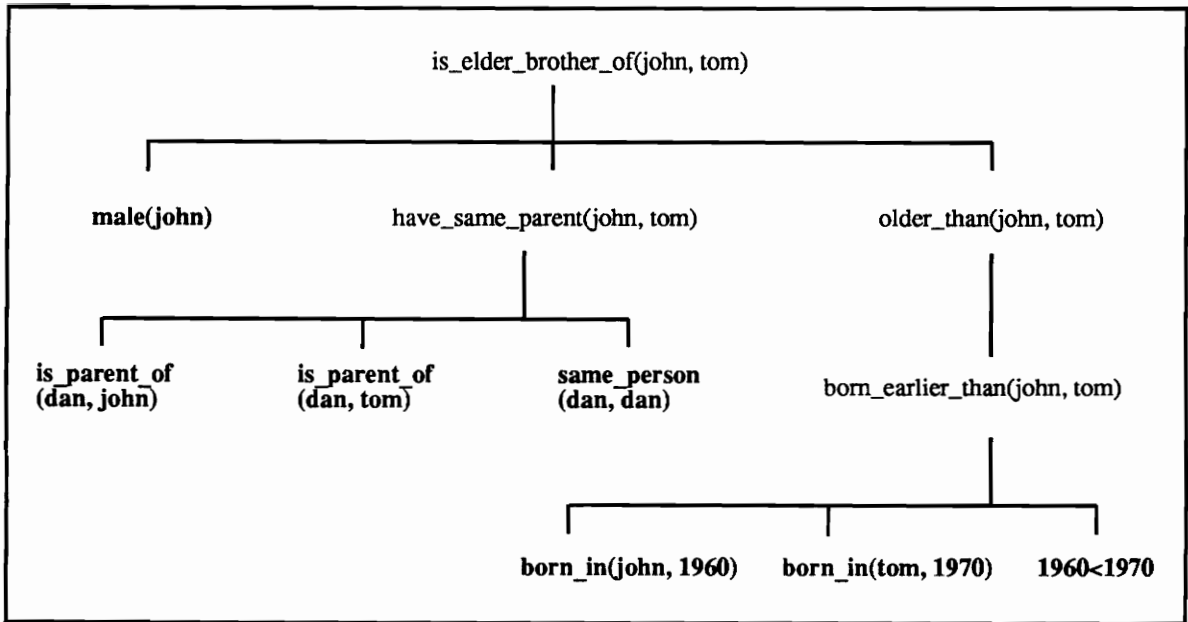 is_elder_brother_of(john, tom)
male(john)
have_same_parent(john, tom)
older_than(john, tom)
is_parent_of
(dan, john)
is_parent_of
(dan, tom)
same_person
(dan, dan)
born_earlier_than(john, tom)
born_in(john, 1960)
born_in(tom, 1970)
1960<1970